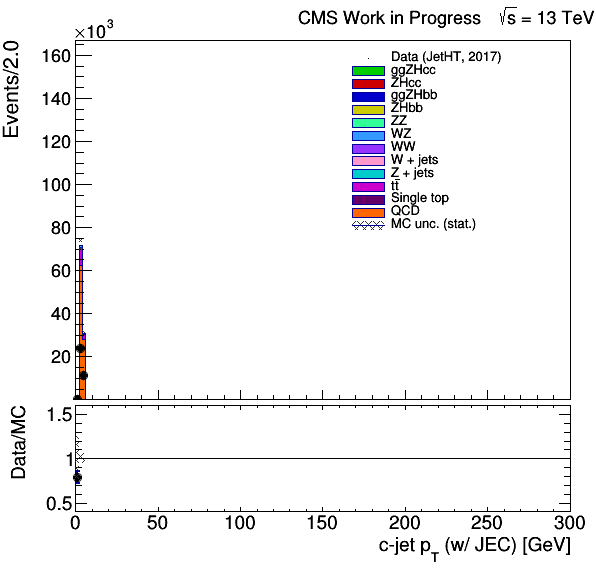 CMS Work in Progress √s = 13 TeV
×10³
Events/2.0
160
140
120
100
80
60
40
20
Data (JetHT, 2017)
ggZHcc
ZHcc
ggZHbb
ZHbb
ZZ
WZ
WW
W + jets
Z + jets
tt̄
Single top
QCD
MC unc. (stat.)
Data/MC
1.5
1
0.5
0 50 100 150 200 250 300
c-jet p_T (w/ JEC) [GeV]